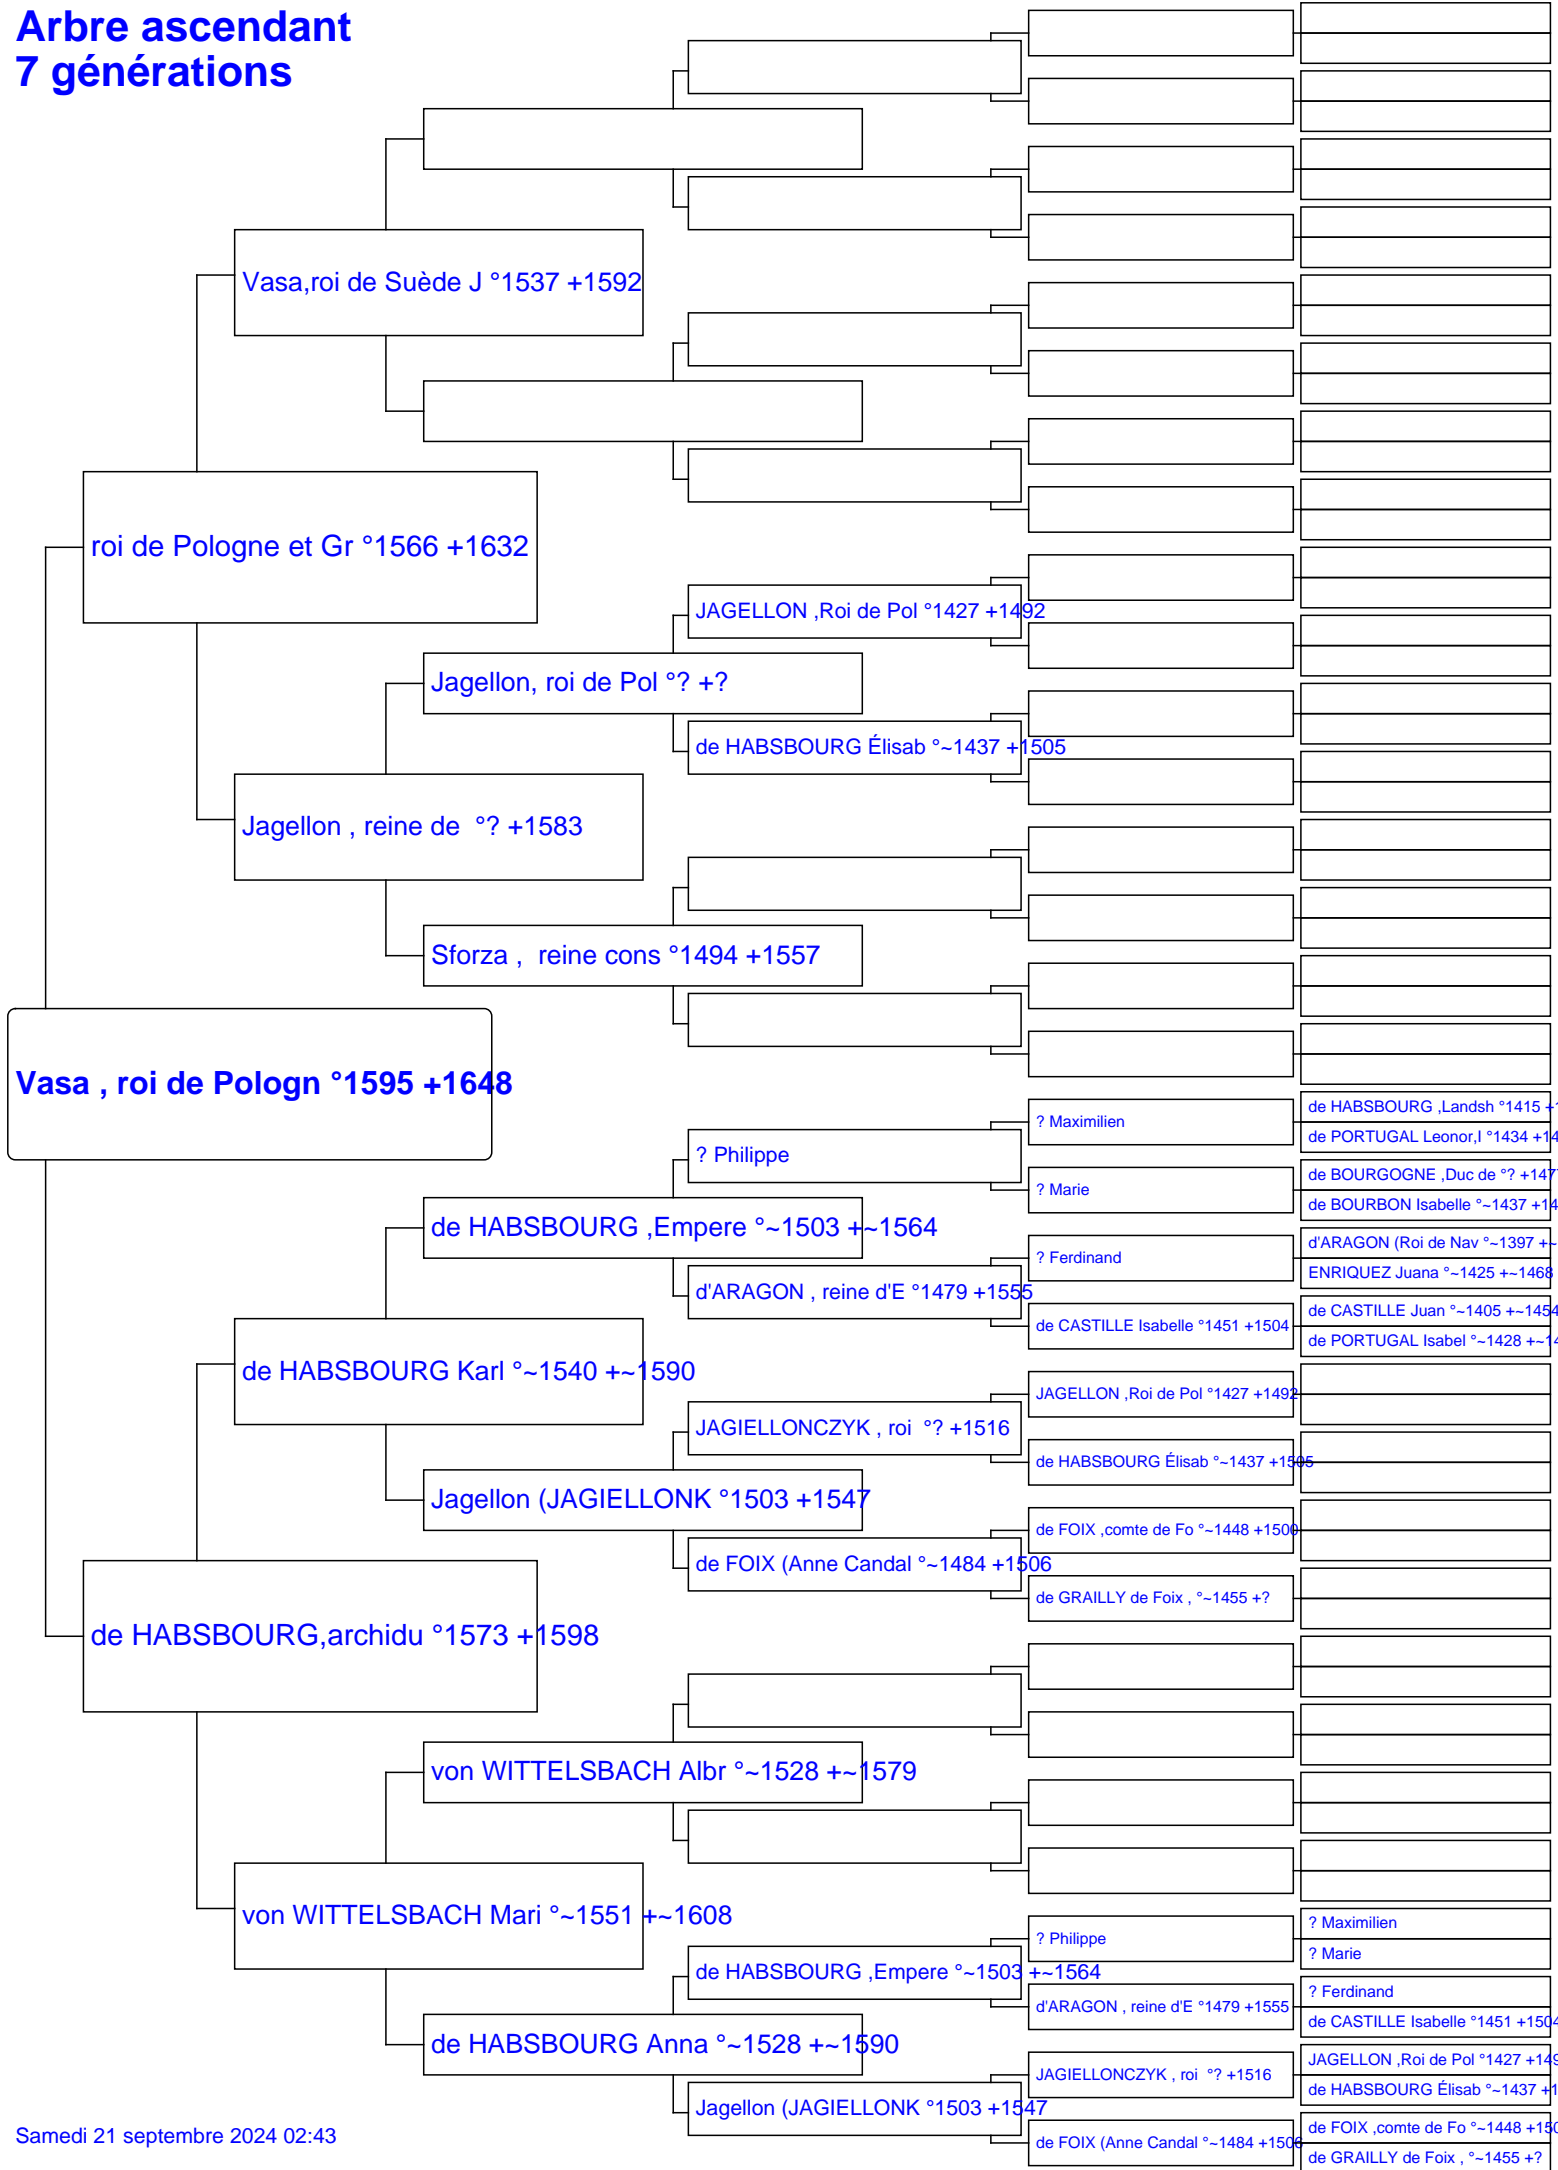 Arbre ascendant
7 générations
Vasa,roi de Suède J °1537 +1592
roi de Pologne et Gr °1566 +1632
JAGELLON ,Roi de Pol °1427 +1492
Jagellon, roi de Pol °? +?
de HABSBOURG Élisab °~1437 +1505
Jagellon , reine de  °? +1583
Sforza ,  reine cons °1494 +1557
Vasa , roi de Pologn °1595 +1648
de HABSBOURG ,Landsh °1415 +1
? Maximilien
de PORTUGAL Leonor,I °1434 +14
? Philippe
de BOURGOGNE ,Duc de °? +1477
? Marie
de BOURBON Isabelle °~1437 +14
de HABSBOURG ,Empere °~1503 +~1564
d'ARAGON (Roi de Nav °~1397 +~
? Ferdinand
ENRIQUEZ Juana °~1425 +~1468
d'ARAGON , reine d'E °1479 +1555
de CASTILLE Juan °~1405 +~1454
de CASTILLE Isabelle °1451 +1504
de PORTUGAL Isabel °~1428 +~14
de HABSBOURG Karl °~1540 +~1590
JAGELLON ,Roi de Pol °1427 +1492
JAGIELLONCZYK , roi  °? +1516
de HABSBOURG Élisab °~1437 +1505
Jagellon (JAGIELLONK °1503 +1547
de FOIX ,comte de Fo °~1448 +1500
de FOIX (Anne Candal °~1484 +1506
de GRAILLY de Foix , °~1455 +?
de HABSBOURG,archidu °1573 +1598
von WITTELSBACH Albr °~1528 +~1579
von WITTELSBACH Mari °~1551 +~1608
? Maximilien
? Philippe
? Marie
de HABSBOURG ,Empere °~1503 +~1564
? Ferdinand
d'ARAGON , reine d'E °1479 +1555
de CASTILLE Isabelle °1451 +1504
de HABSBOURG Anna °~1528 +~1590
JAGELLON ,Roi de Pol °1427 +149
JAGIELLONCZYK , roi  °? +1516
de HABSBOURG Élisab °~1437 +1
Jagellon (JAGIELLONK °1503 +1547
de FOIX ,comte de Fo °~1448 +150
de FOIX (Anne Candal °~1484 +1506
de GRAILLY de Foix , °~1455 +?
Samedi 21 septembre 2024 02:43